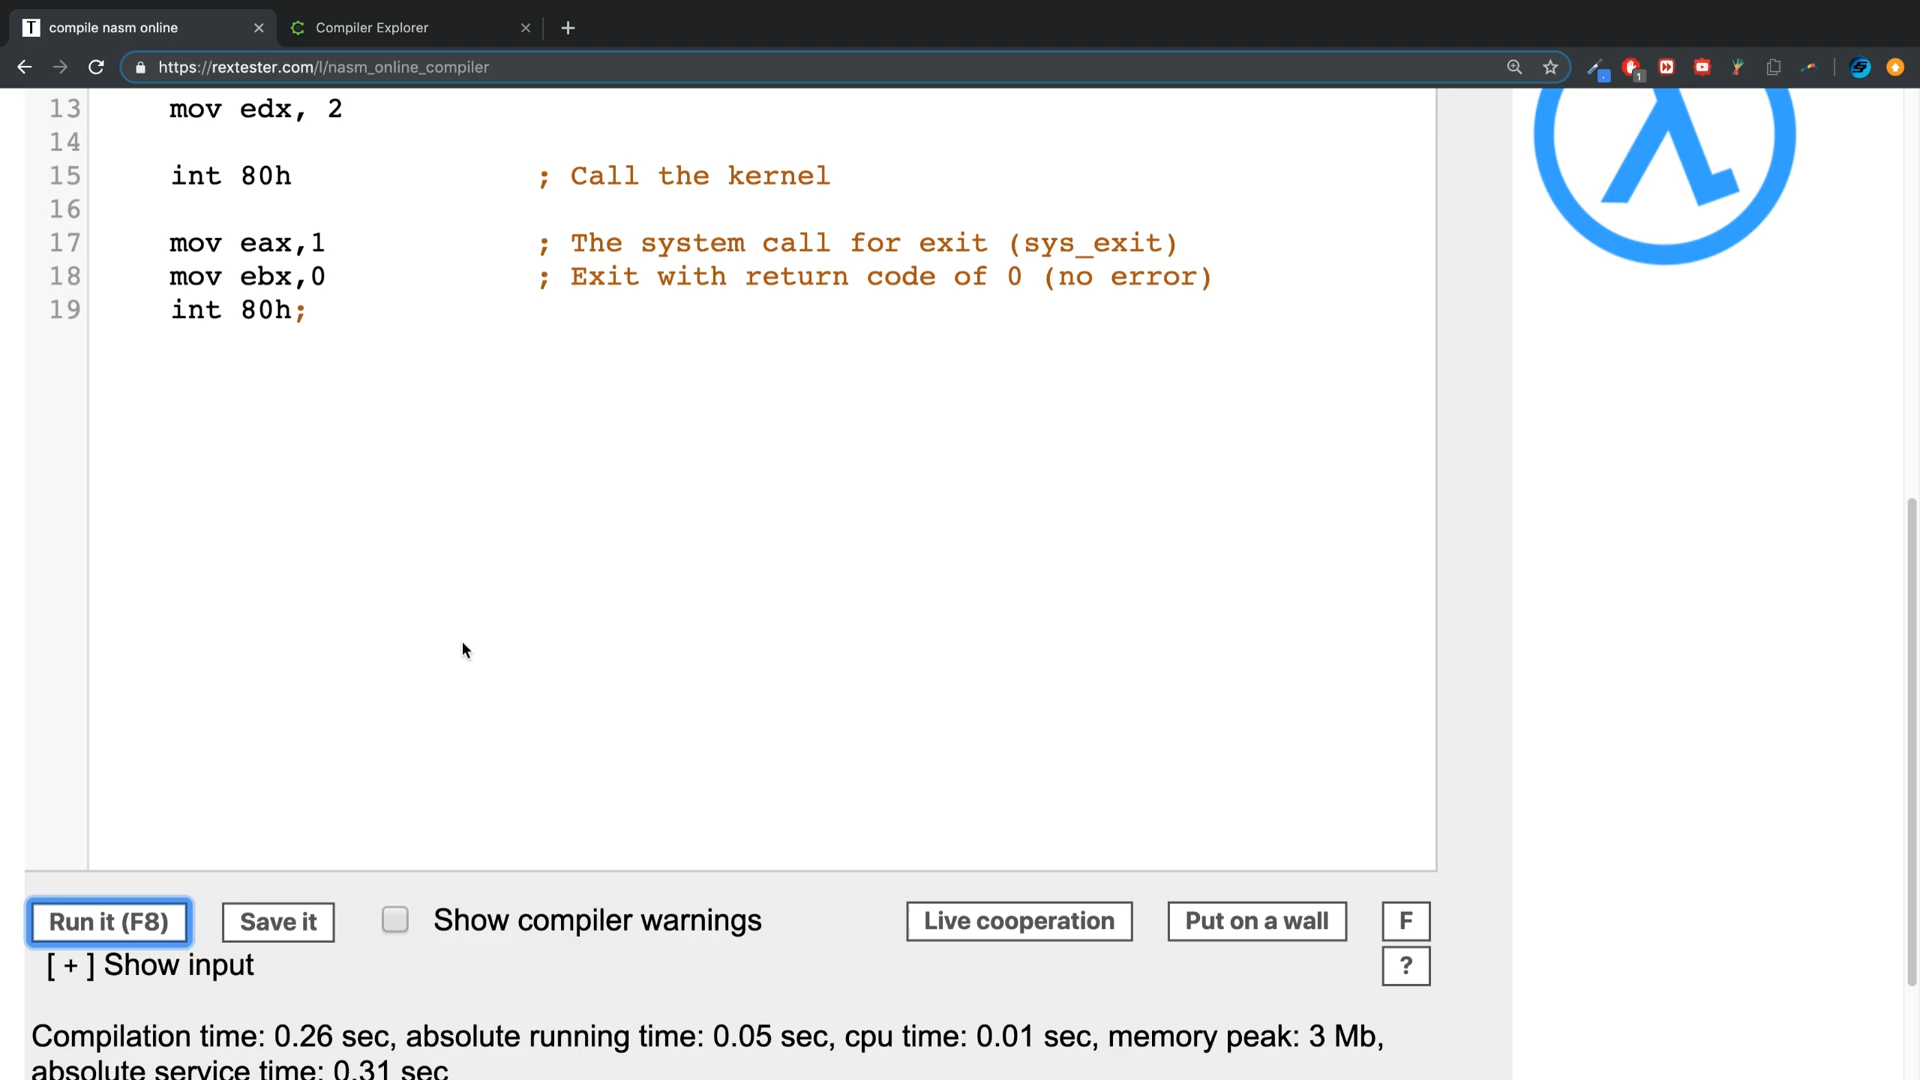 compile nasm online
Compiler Explorer
https://rextester.com/l/nasm_online_compiler
13 mov edx, 2
14
15 int 80h ; Call the kernel
16
17 mov eax,1 ; The system call for exit (sys_exit)
18 mov ebx,0 ; Exit with return code of 0 (no error)
19 int 80h;
Run it (F8) Save it Show compiler warnings Live cooperation Put on a wall F
[ + ] Show input ?
Compilation time: 0.26 sec, absolute running time: 0.05 sec, cpu time: 0.01 sec, memory peak: 3 Mb,
absolute service time: 0.31 sec